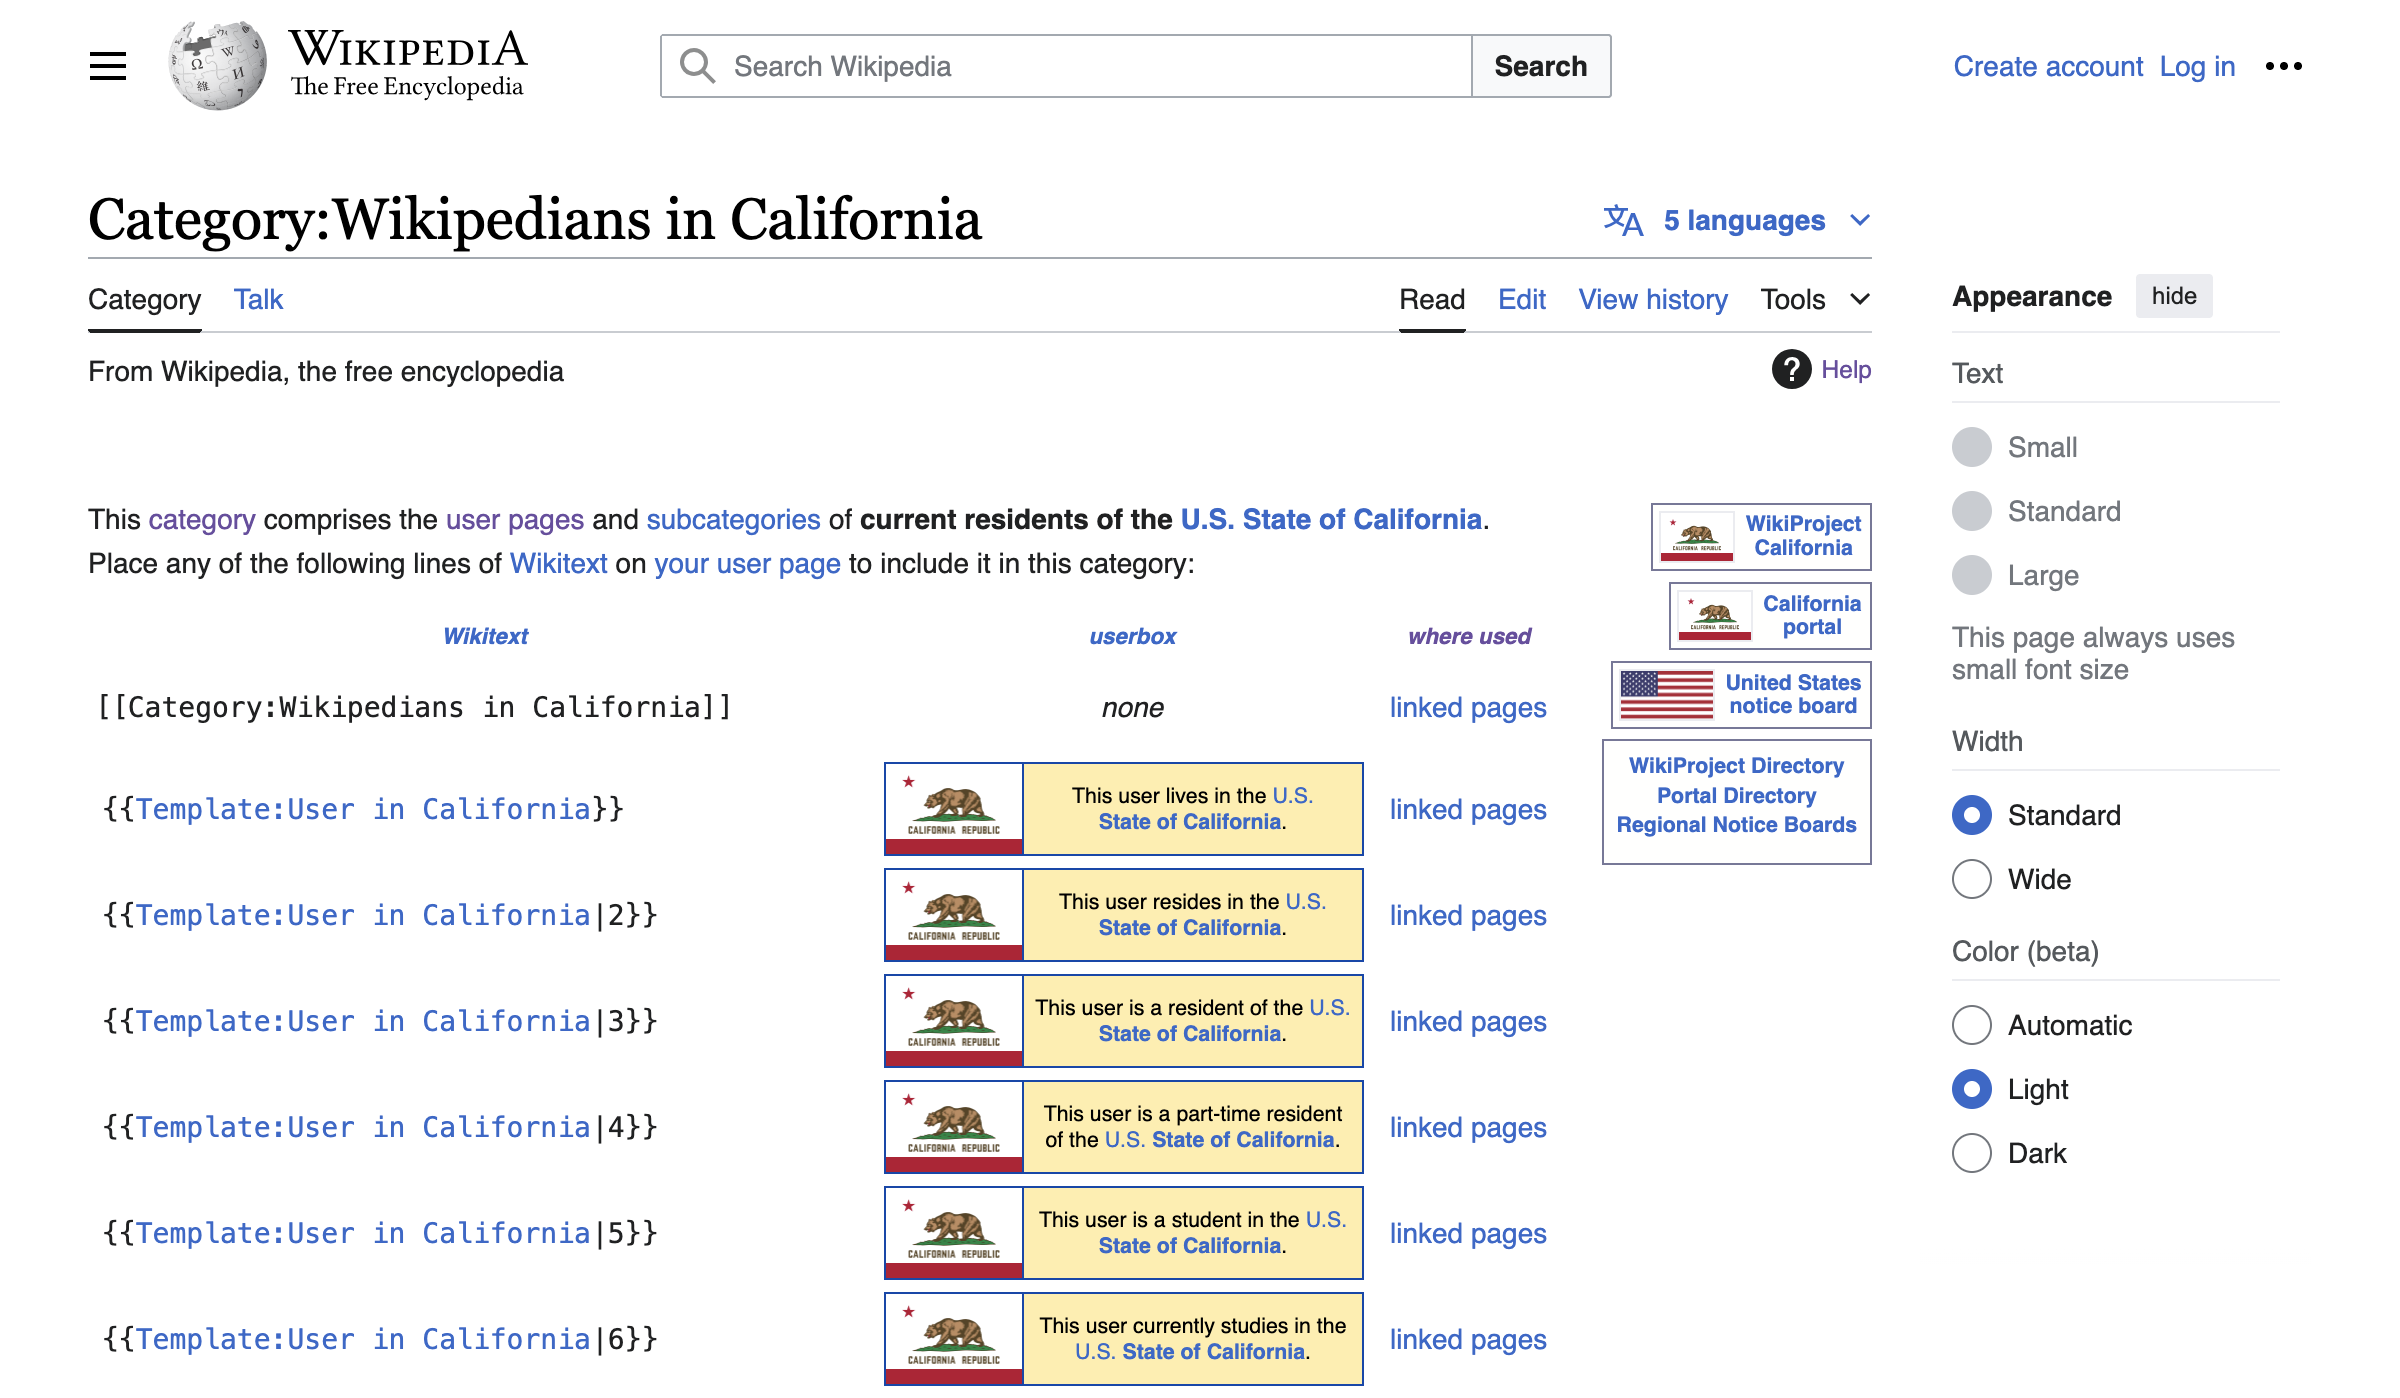 WIKIPEDIA
The Free Encyclopedia
Search Wikipedia
Search
Create account
Log in
Category:Wikipedians in California
5 languages
Category
Talk
Read
Edit
View history
Tools
From Wikipedia, the free encyclopedia
Help
This category comprises the user pages and subcategories of current residents of the U.S. State of California.
Place any of the following lines of Wikitext on your user page to include it in this category:
Wikitext
userbox
where used
[[Category:Wikipedians in California]]
none
linked pages
{{Template:User in California}}
CALIFORNIA REPUBLIC
This user lives in the U.S.
State of California.
linked pages
{{Template:User in California|2}}
CALIFORNIA REPUBLIC
This user resides in the U.S.
State of California.
linked pages
{{Template:User in California|3}}
CALIFORNIA REPUBLIC
This user is a resident of the U.S.
State of California.
linked pages
{{Template:User in California|4}}
CALIFORNIA REPUBLIC
This user is a part-time resident
of the U.S. State of California.
linked pages
{{Template:User in California|5}}
CALIFORNIA REPUBLIC
This user is a student in the U.S.
State of California.
linked pages
{{Template:User in California|6}}
CALIFORNIA REPUBLIC
This user currently studies in the
U.S. State of California.
linked pages
CALIFORNIA REPUBLIC
WikiProject
California
CALIFORNIA REPUBLIC
California
portal
United States
notice board
WikiProject Directory
Portal Directory
Regional Notice Boards
Appearance
hide
Text
Small
Standard
Large
This page always uses
small font size
Width
Standard
Wide
Color (beta)
Automatic
Light
Dark